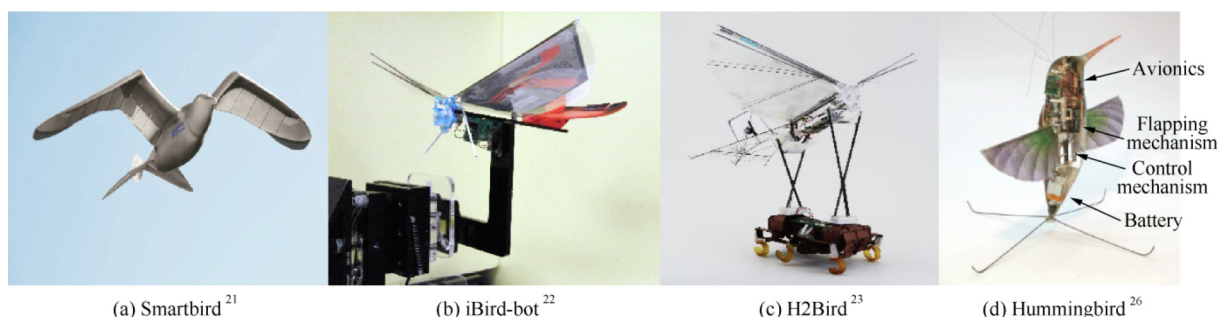 Avionics
Flapping
mechanism
Control
mechanism
Battery
(a) Smartbird 21
(b) iBird-bot 22
(c) H2Bird 23
(d) Hummingbird 26